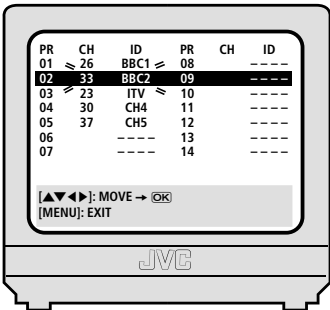 PR CH ID PR CH ID
01 26 BBC1 08 – – – –
02 33 BBC2 09 – – – –
03 23 ITV 10 – – – –
04 30 CH4 11 – – – –
05 37 CH5 12 – – – –
06 – – – – 13 – – – –
07 – – – – 14 – – – –
[▲▼◀▶]: MOVE → OK
[MENU]: EXIT
JVC